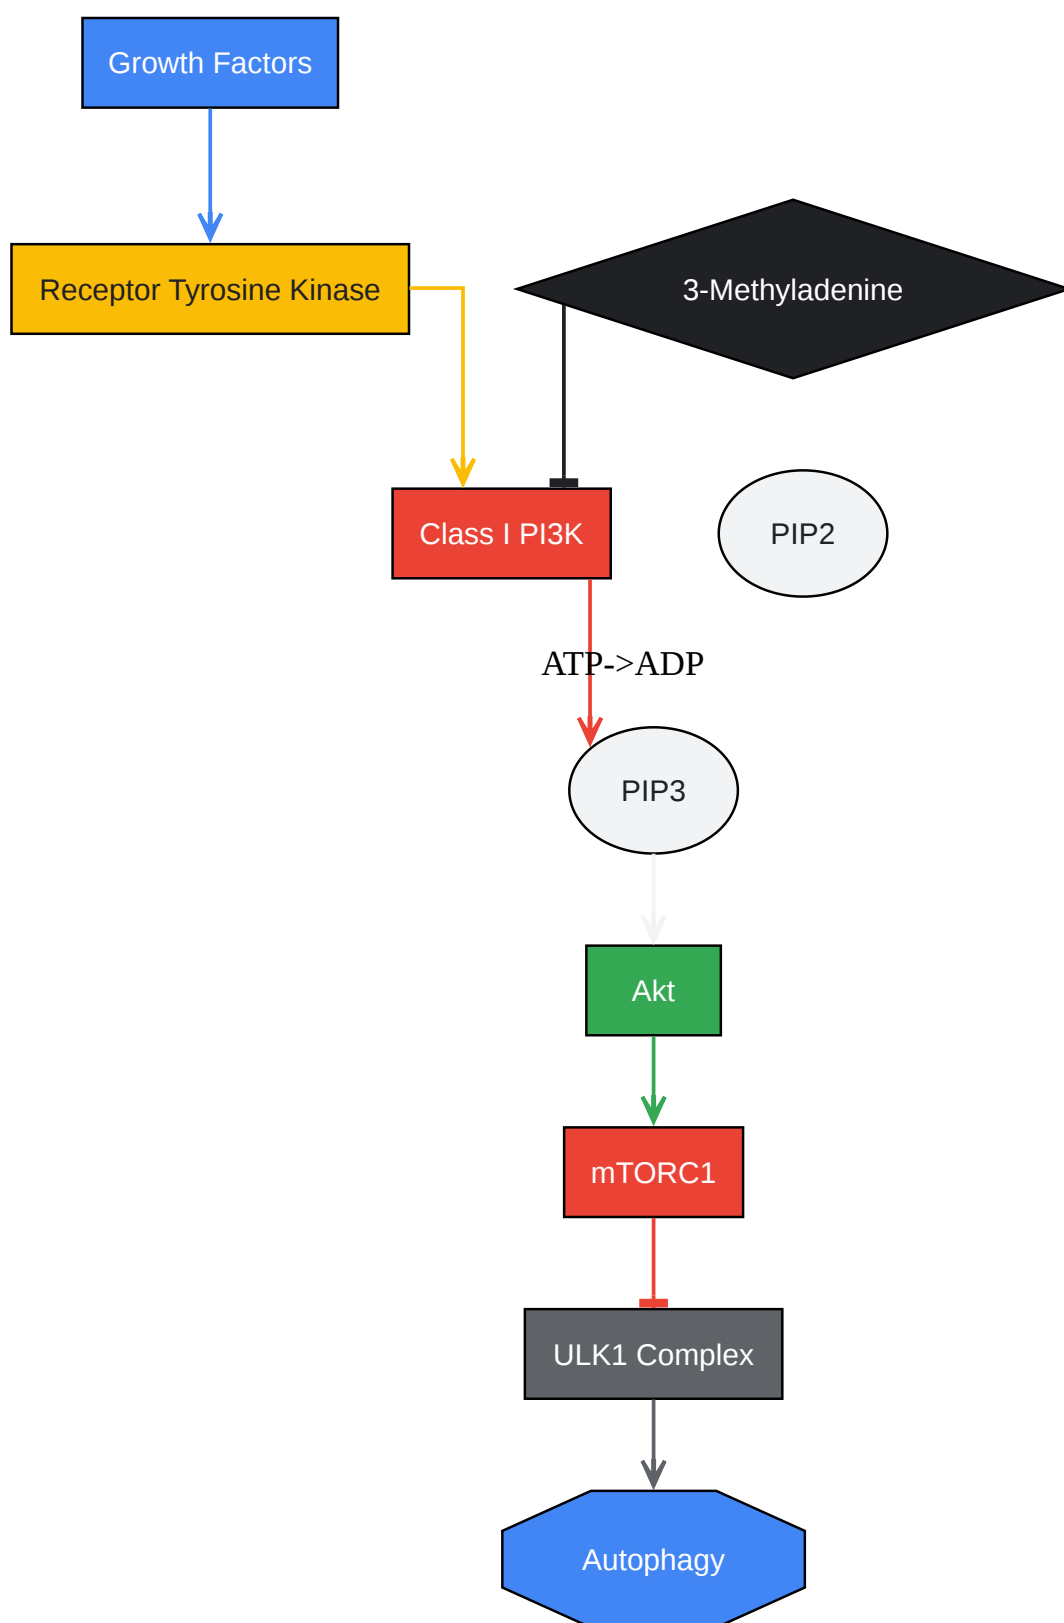 Growth Factors
Receptor Tyrosine Kinase
3-Methyladenine
Class I PI3K
PIP2
ATP->ADP
PIP3
Akt
mTORC1
ULK1 Complex
Autophagy